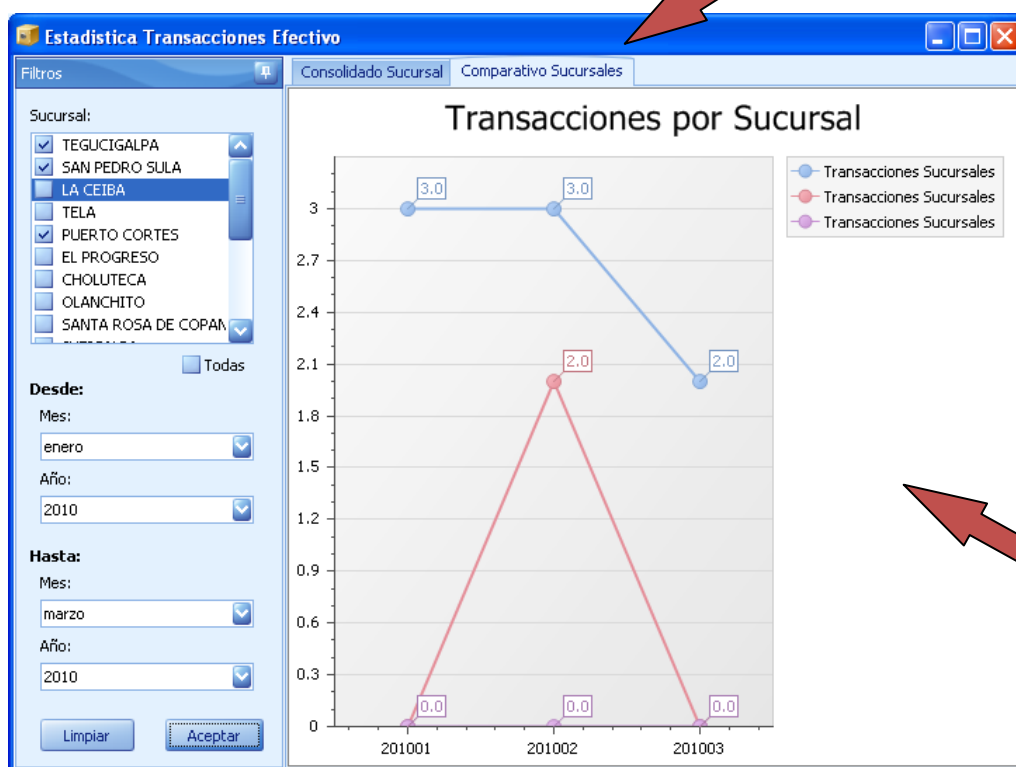 Estadistica Transacciones Efectivo
Filtros
Consolidado Sucursal
Comparativo Sucursales
Sucursal:
TEGUCIGALPA
SAN PEDRO SULA
LA CEIBA
TELA
PUERTO CORTES
EL PROGRESO
CHOLUTECA
OLANCHITO
SANTA ROSA DE COPAN
Todas
Desde:
Mes:
enero
Año:
2010
Hasta:
Mes:
marzo
Año:
2010
Limpiar
Aceptar
Transacciones por Sucursal
3
2.7
2.4
2.1
1.8
1.5
1.2
0.9
0.6
0.3
0
3.0
3.0
2.0
2.0
0.0
0.0
0.0
201001
201002
201003
Transacciones Sucursales
Transacciones Sucursales
Transacciones Sucursales